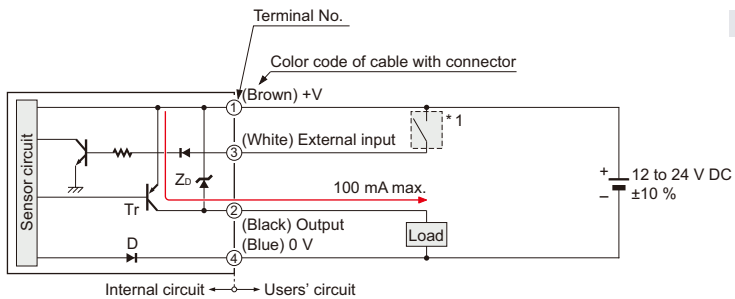 Terminal No.
Color code of cable with connector
(Brown) +V
1
* 1
(White) External input
3
Sensor circuit
ZD
100 mA max.
+ 12 to 24 V DC
– ±10 %
Tr
2
(Black) Output
Load
D
(Blue) 0 V
4
Internal circuit
Users' circuit